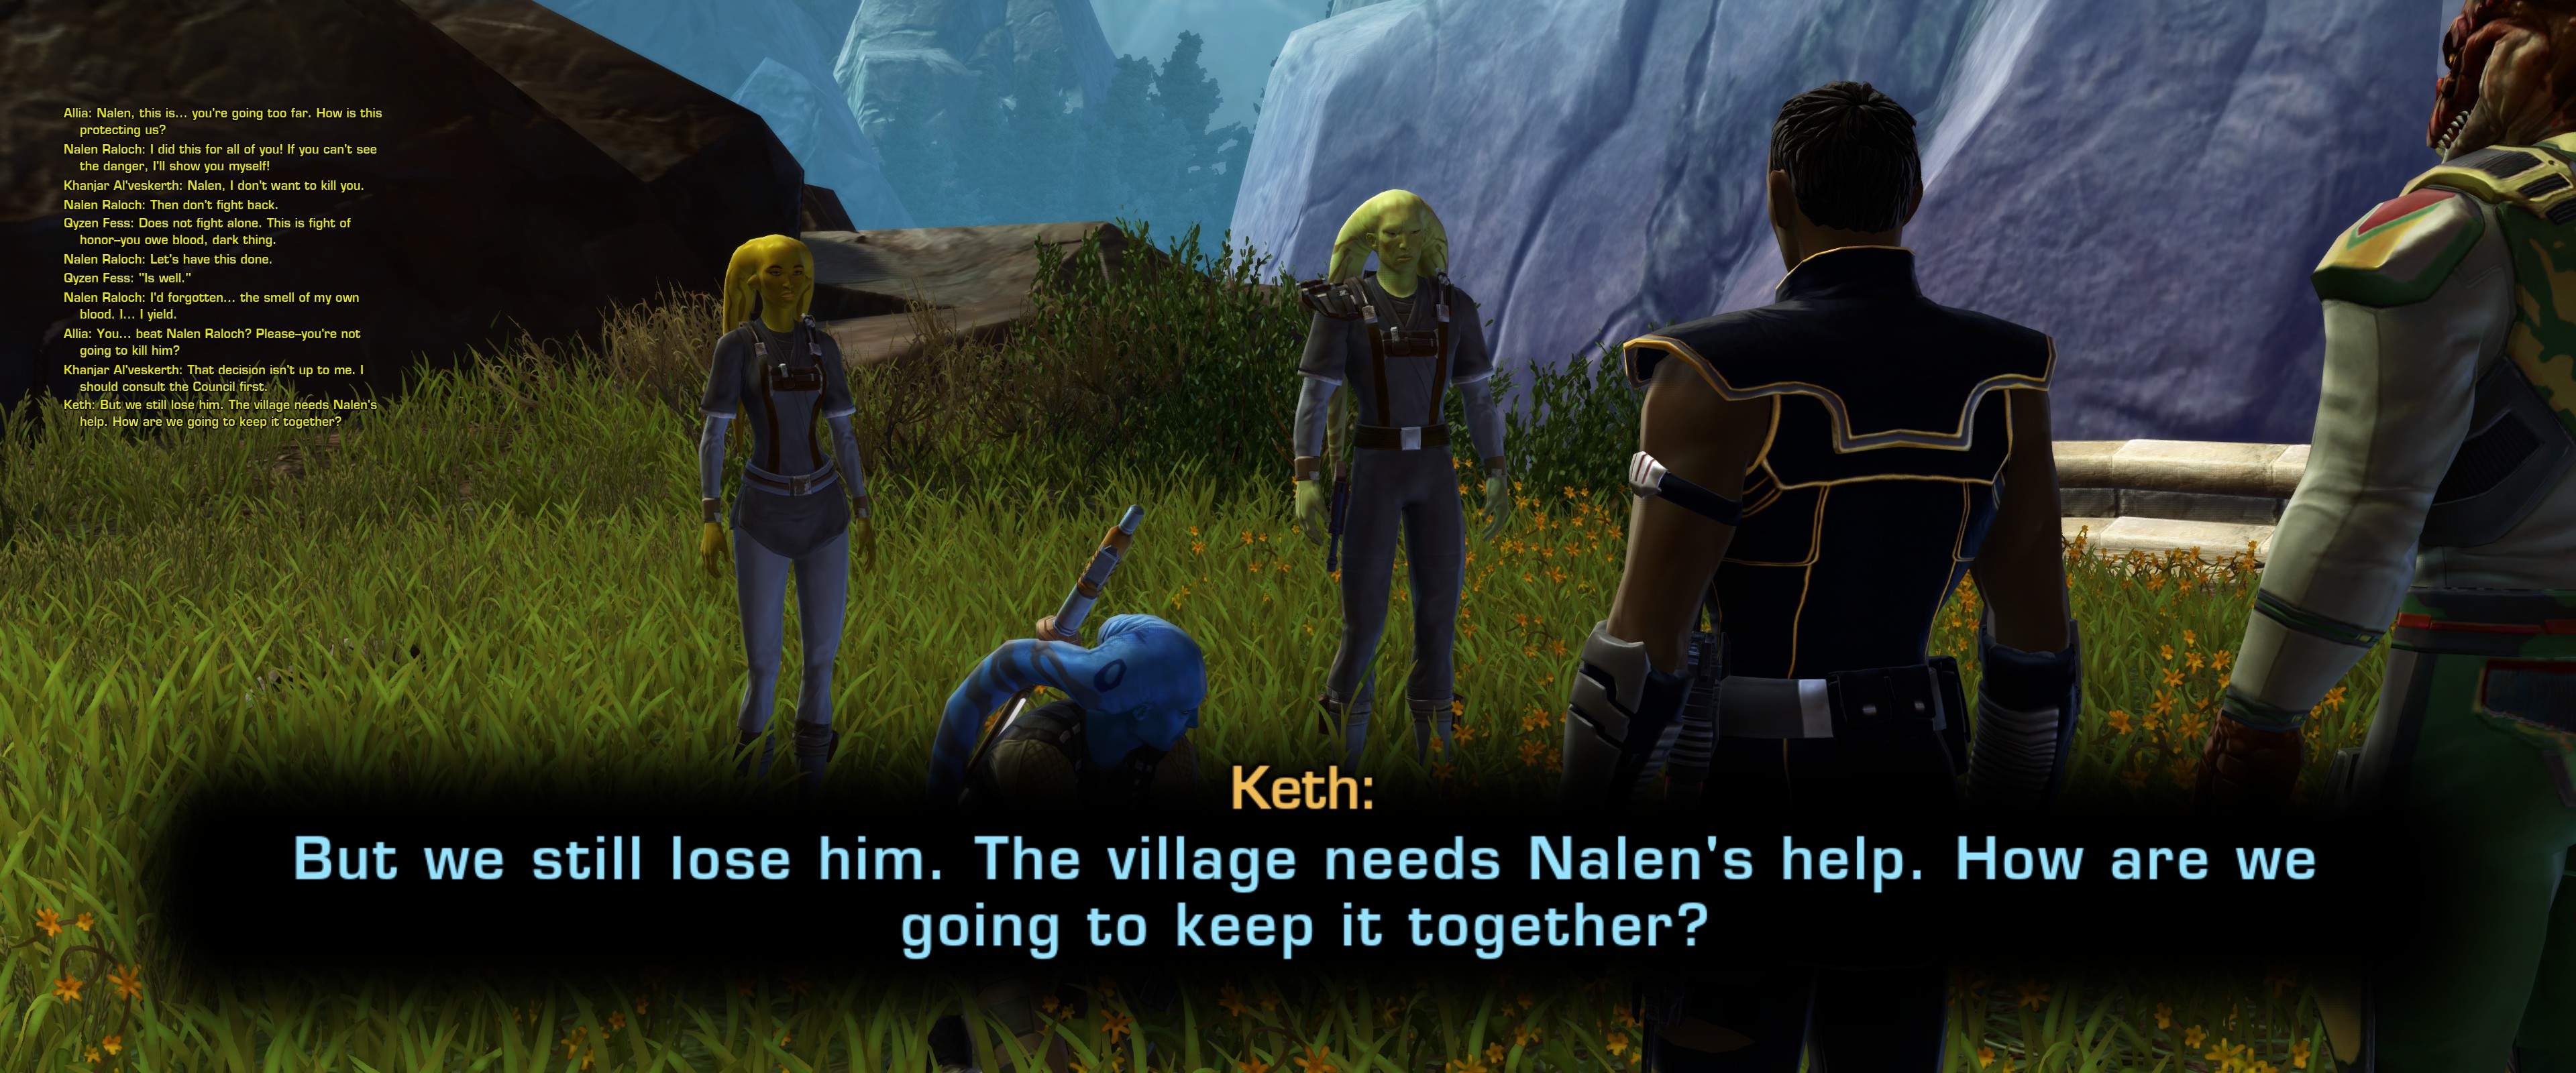 Allia: Nalen, this is... you're going too far. How is this
protecting us?
Nalen Raloch: I did this for all of you! If you can't see
the danger, I'll show you myself!
Khanjar Al'veskerth: Nalen, I don't want to kill you.
Nalen Raloch: Then don't fight back.
Qyzen Fess: Does not fight alone. This is fight of
honor–you owe blood, dark thing.
Nalen Raloch: Let's have this done.
Qyzen Fess: "Is well."
Nalen Raloch: I'd forgotten... the smell of my own
blood. I... I yield.
Allia: You... beat Nalen Raloch? Please–you're not
going to kill him?
Khanjar Al'veskerth: That decision isn't up to me. I
should consult the Council first.
Keth: But we still lose him. The village needs Nalen's
help. How are we going to keep it together?
Keth:
But we still lose him. The village needs Nalen's help. How are we
going to keep it together?